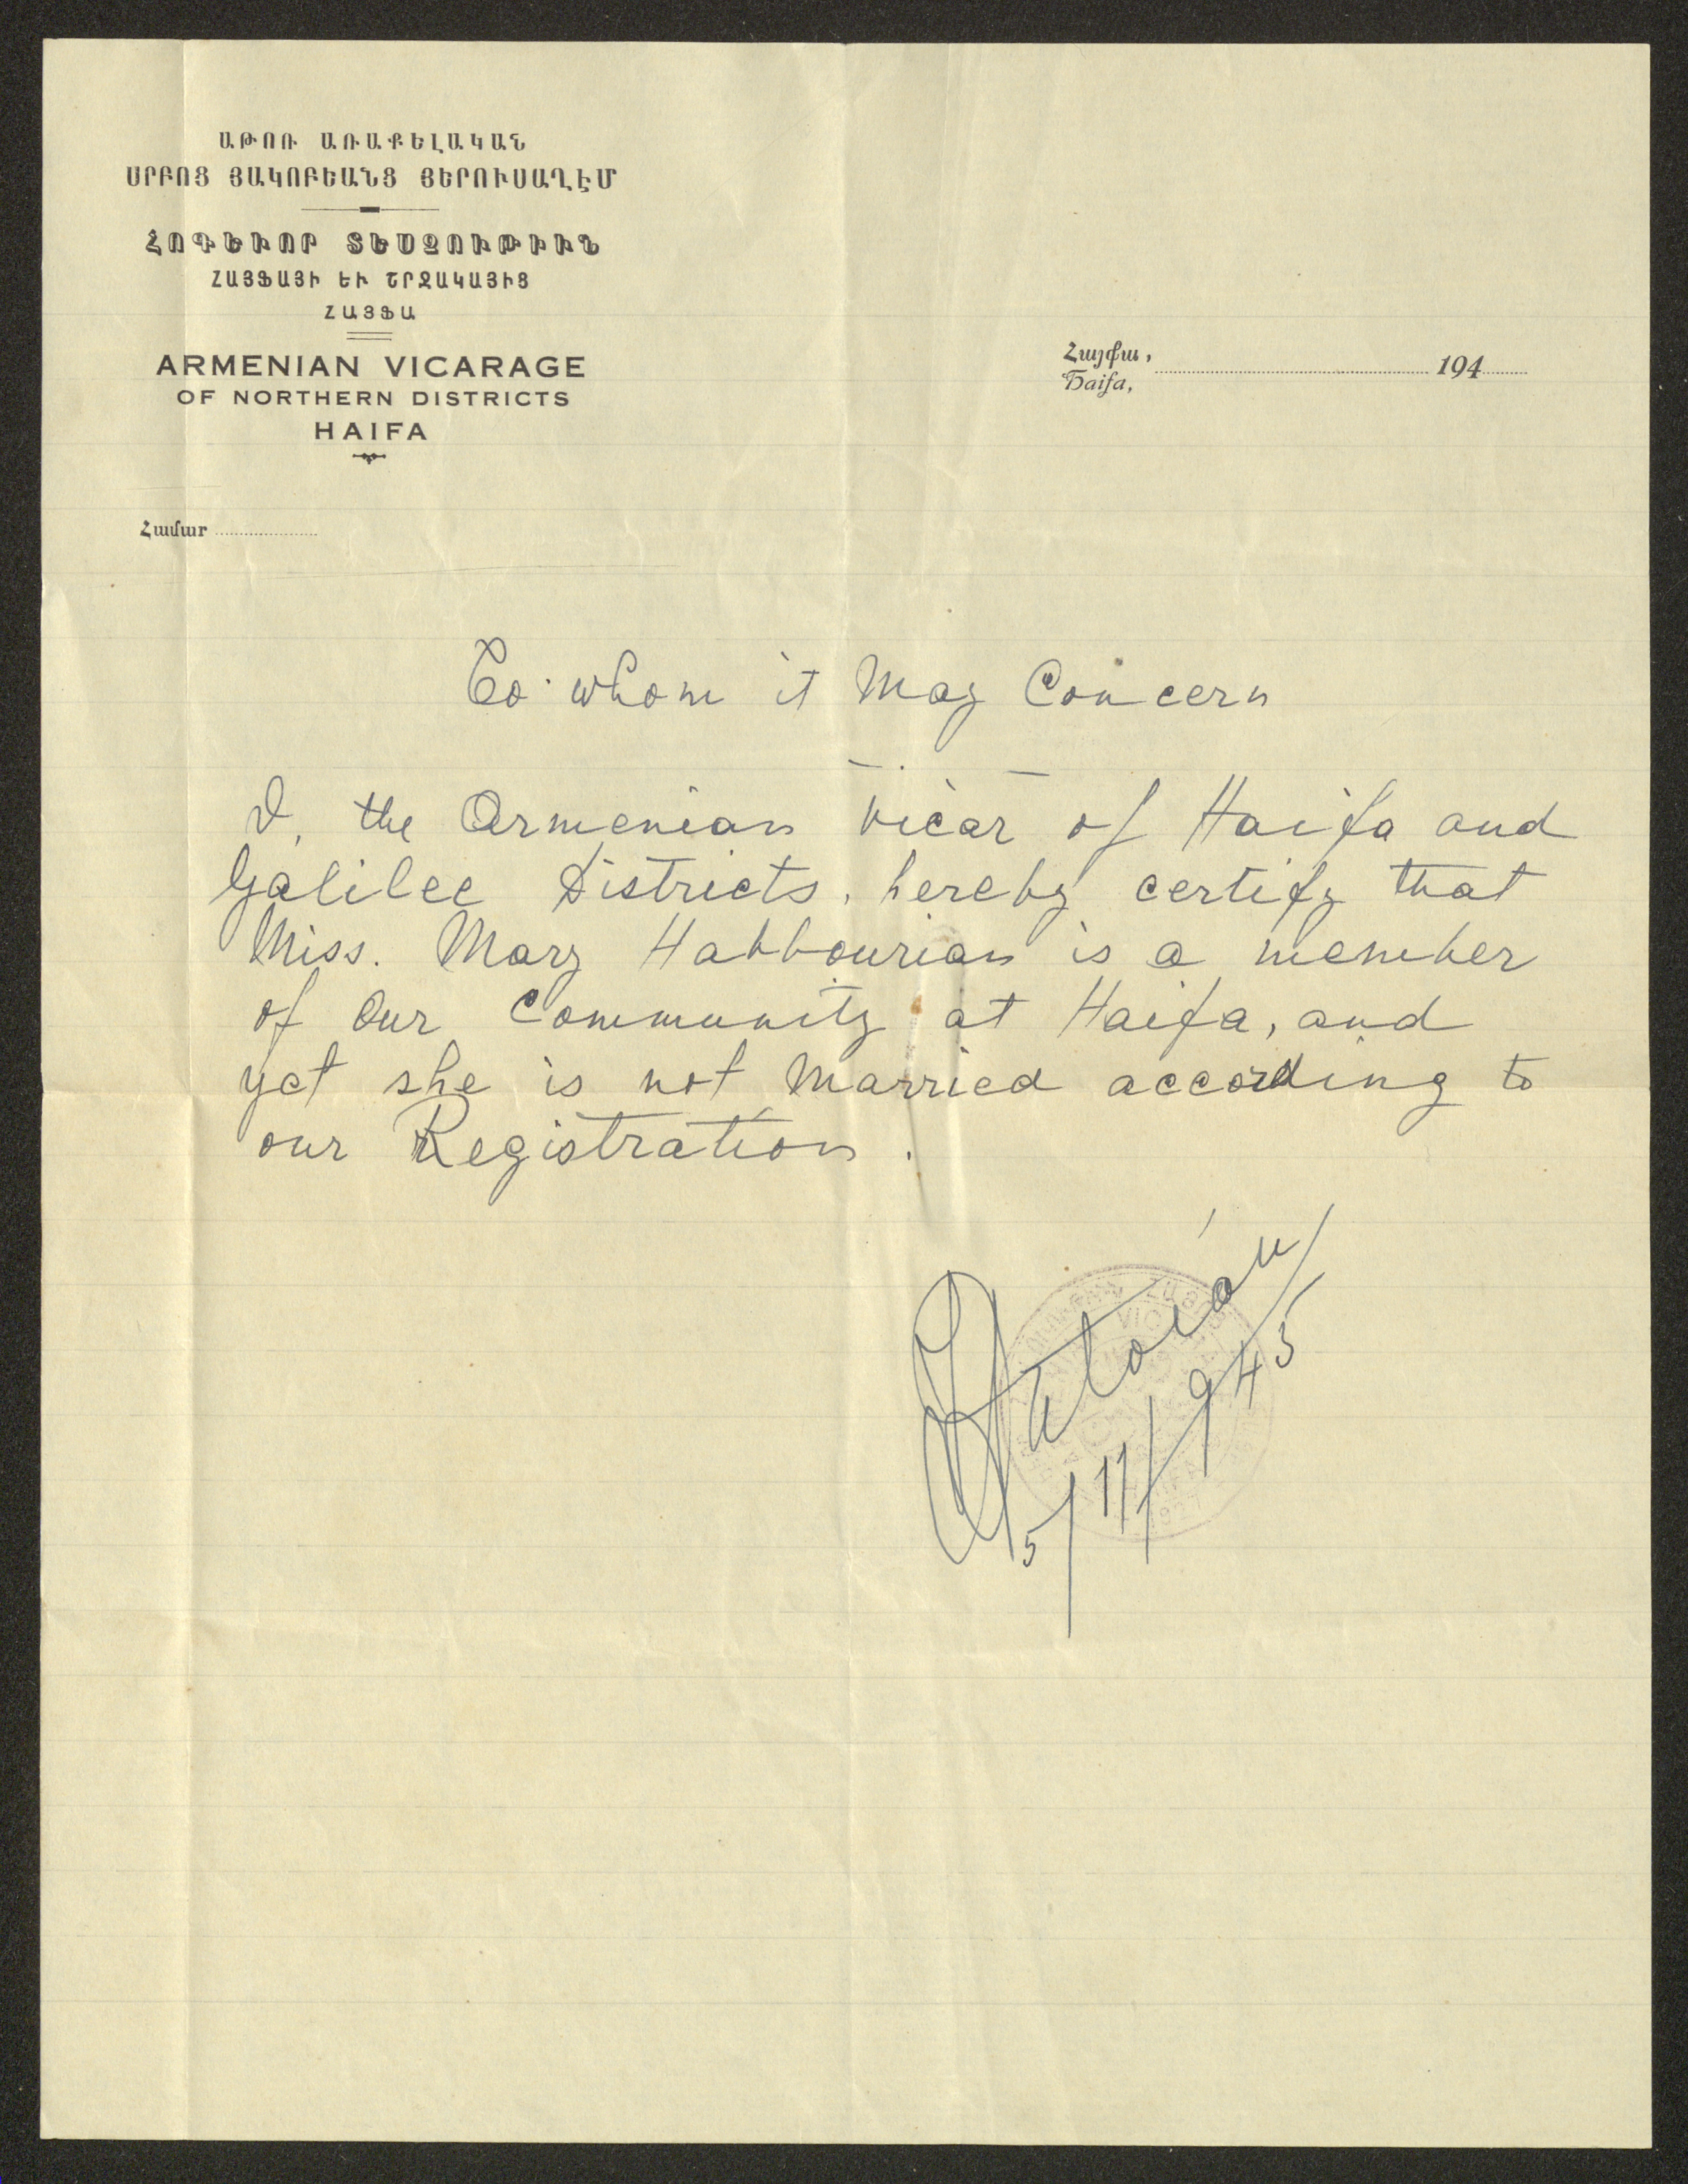 ԱԹՈՌ ԱՌԱՔԵԼԱԿԱՆ
ՍՐԲՈՑ ՅԱԿՈԲԵԱՆՑ ՅԵՐՈՒՍԱՂԷՄ
ՀՈԳԵՒՈՐ ՏԵՍՉՈՒԹԻՒՆ
ՀԱՅՖԱՅԻ ԵՒ ՇՐՋԱԿԱՅԻՑ
ՀԱՅՖԱ
ARMENIAN VICARAGE
OF NORTHERN DISTRICTS
HAIFA
Հայֆա,
Haifa, 194
Համար
To whom it May Concern
I, the Armenian Vicar of Haifa and
Galilee Districts, hereby certify that
Miss. Mary Habbourian is a member
of Our Community at Haifa, and
yet she is not Married according to
our Registration.
5/11/1945